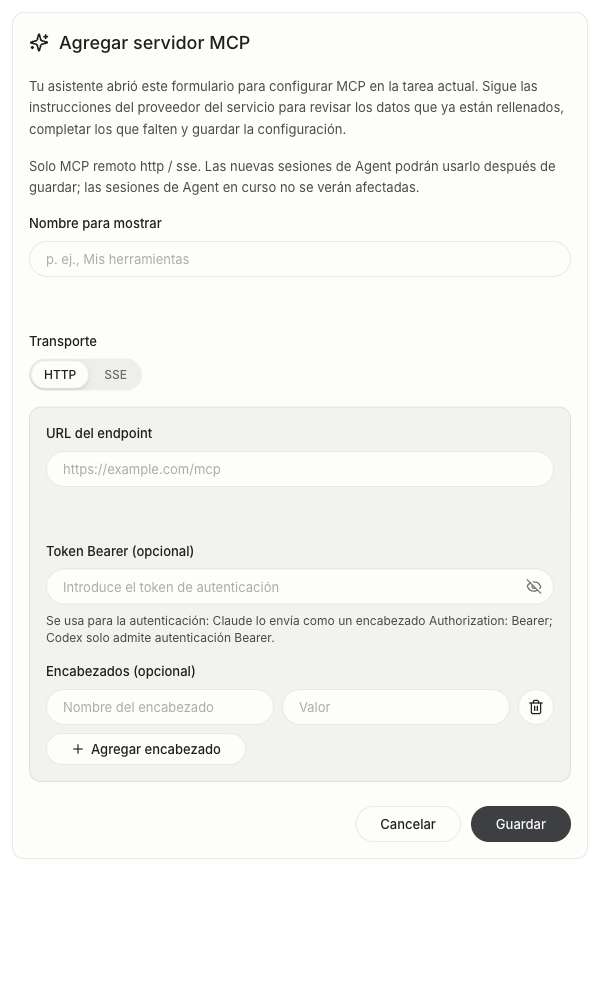 Agregar servidor MCP
Tu asistente abrió este formulario para configurar MCP en la tarea actual. Sigue las
instrucciones del proveedor del servicio para revisar los datos que ya están rellenados,
completar los que falten y guardar la configuración.
Solo MCP remoto http / sse. Las nuevas sesiones de Agent podrán usarlo después de
guardar; las sesiones de Agent en curso no se verán afectadas.
Nombre para mostrar
p. ej., Mis herramientas
Transporte
HTTP SSE
URL del endpoint
https://example.com/mcp
Token Bearer (opcional)
Introduce el token de autenticación
Se usa para la autenticación: Claude lo envía como un encabezado Authorization: Bearer;
Codex solo admite autenticación Bearer.
Encabezados (opcional)
Nombre del encabezado Valor
Agregar encabezado
Cancelar Guardar